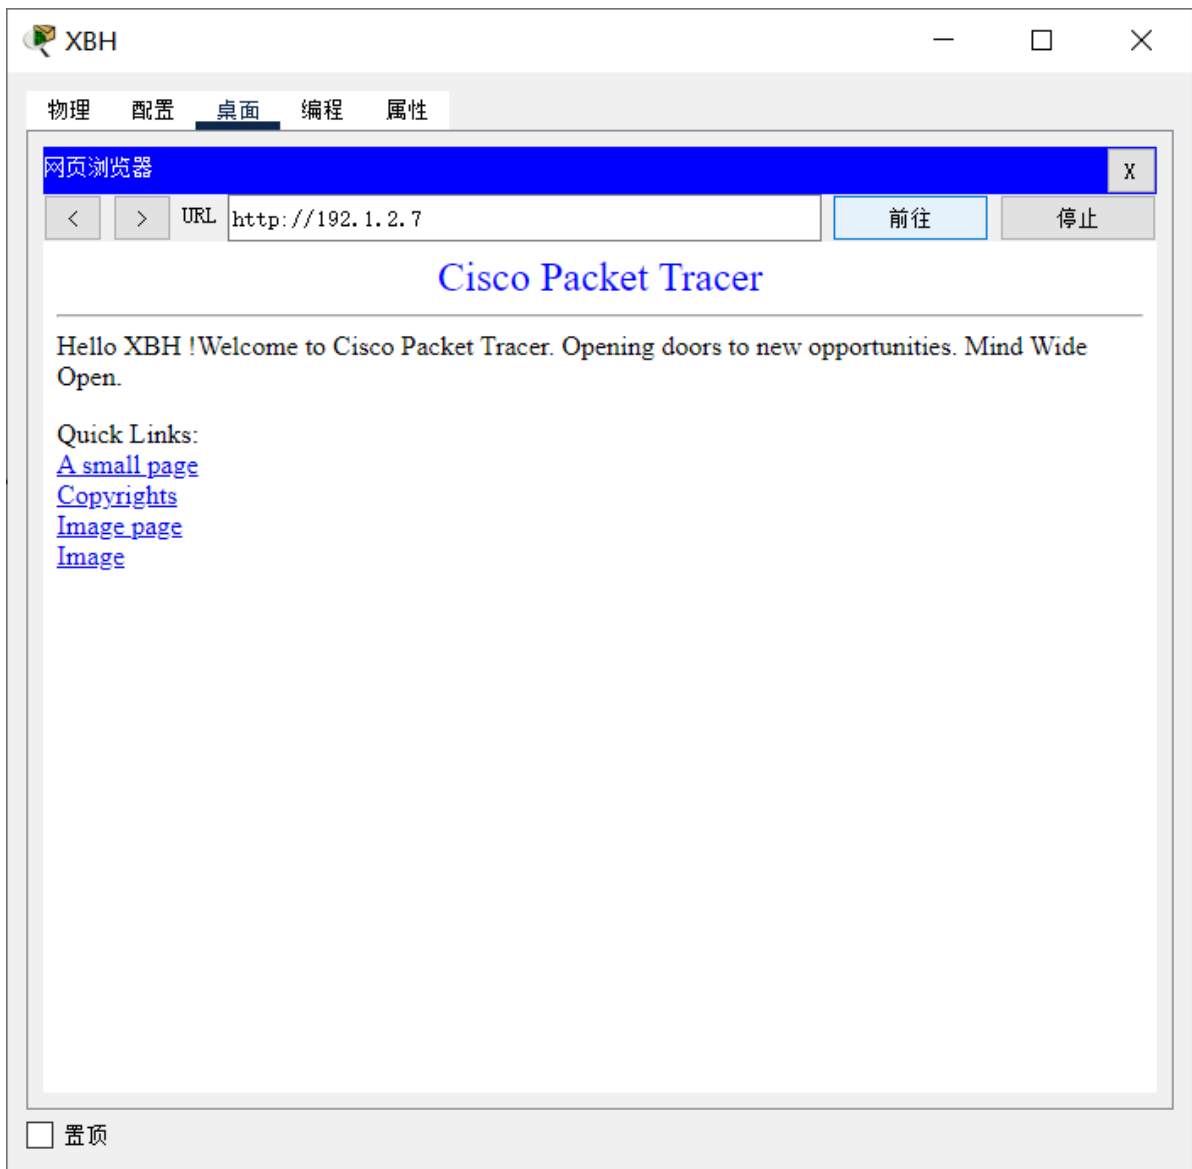 XBH
物理 配置 桌面 编程 属性
网页浏览器 X
< > URL http://192.1.2.7 前往 停止
Cisco Packet Tracer
Hello XBH !Welcome to Cisco Packet Tracer. Opening doors to new opportunities. Mind Wide
Open.
Quick Links:
A small page
Copyrights
Image page
Image
置顶